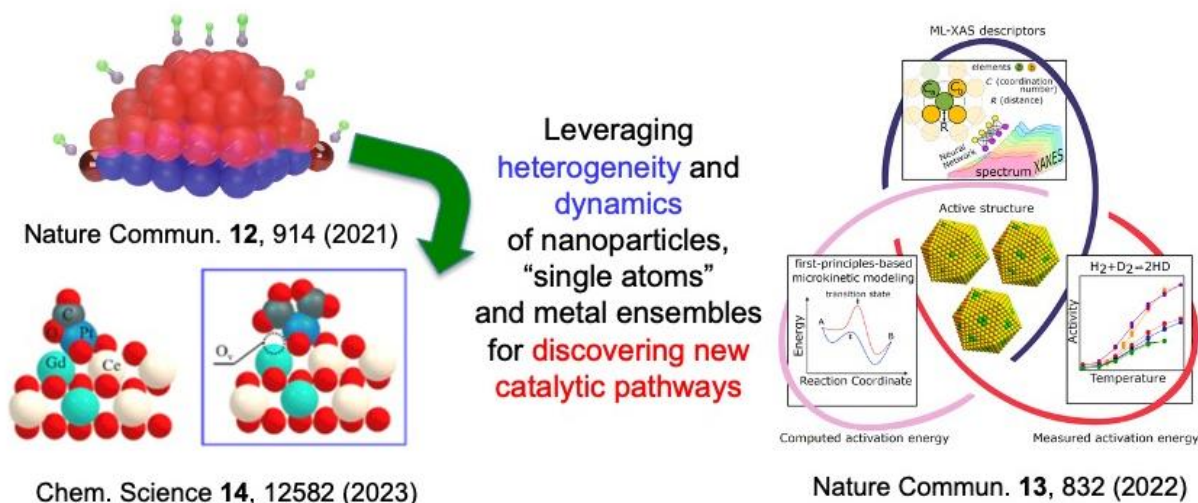 Nature Commun. 12, 914 (2021)
C
O
Pt
Gd
Ce
Ov
Chem. Science 14, 12582 (2023)
Leveraging
heterogeneity and
dynamics
of nanoparticles,
“single atoms”
and metal ensembles
for discovering new
catalytic pathways
ML-XAS descriptors
elements
C (coordination
number)
R (distance)
R
Neural
Network
spectrum
XANES
Active structure
first-principles-based
microkinetic modeling
transition state
Energy
A
B
Reaction Coordinate
Computed activation energy
H2+D2=2HD
Activity
Temperature
Measured activation energy
Nature Commun. 13, 832 (2022)